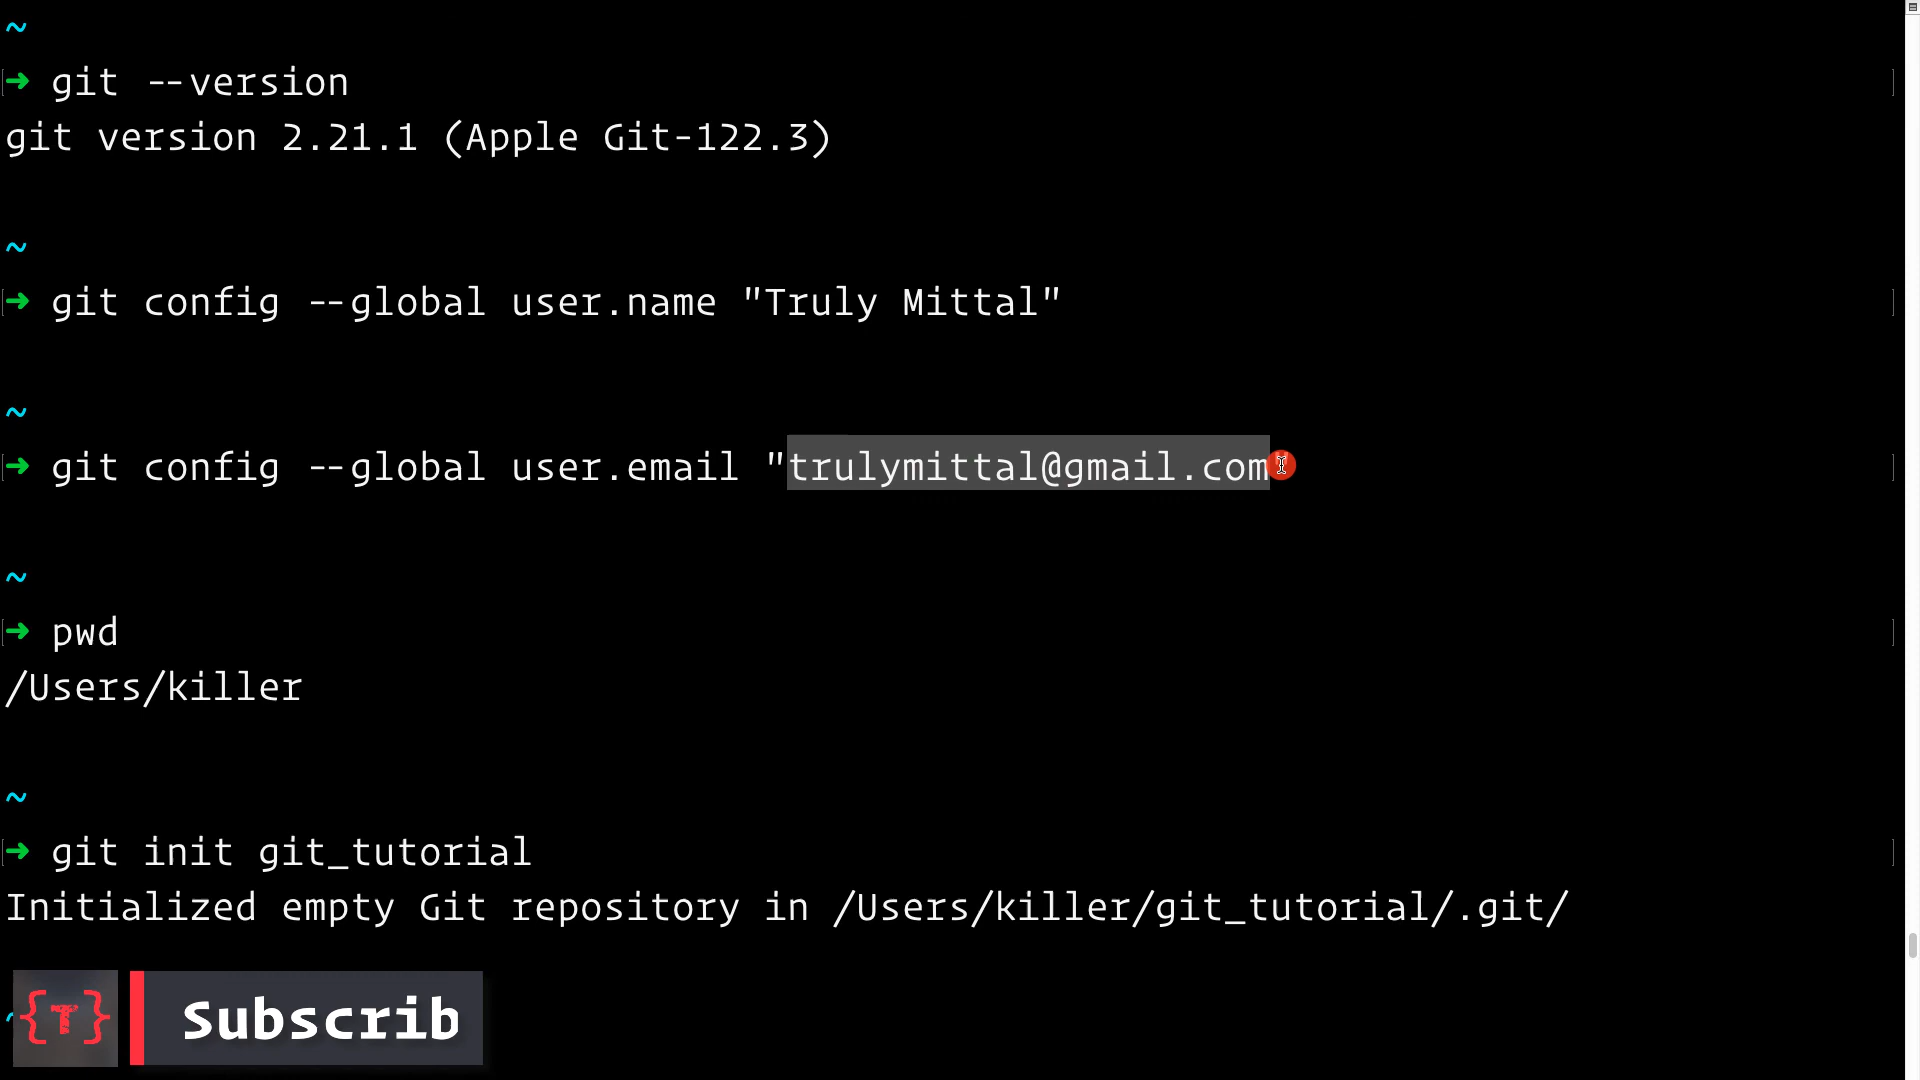 ~
➜ git --version
git version 2.21.1 (Apple Git-122.3)
~
➜ git config --global user.name "Truly Mittal"
~
➜ git config --global user.email "trulymittal@gmail.com
~
➜ pwd
/Users/killer
~
➜ git init git_tutorial
Initialized empty Git repository in /Users/killer/git_tutorial/.git/
~
{T} Subscrib